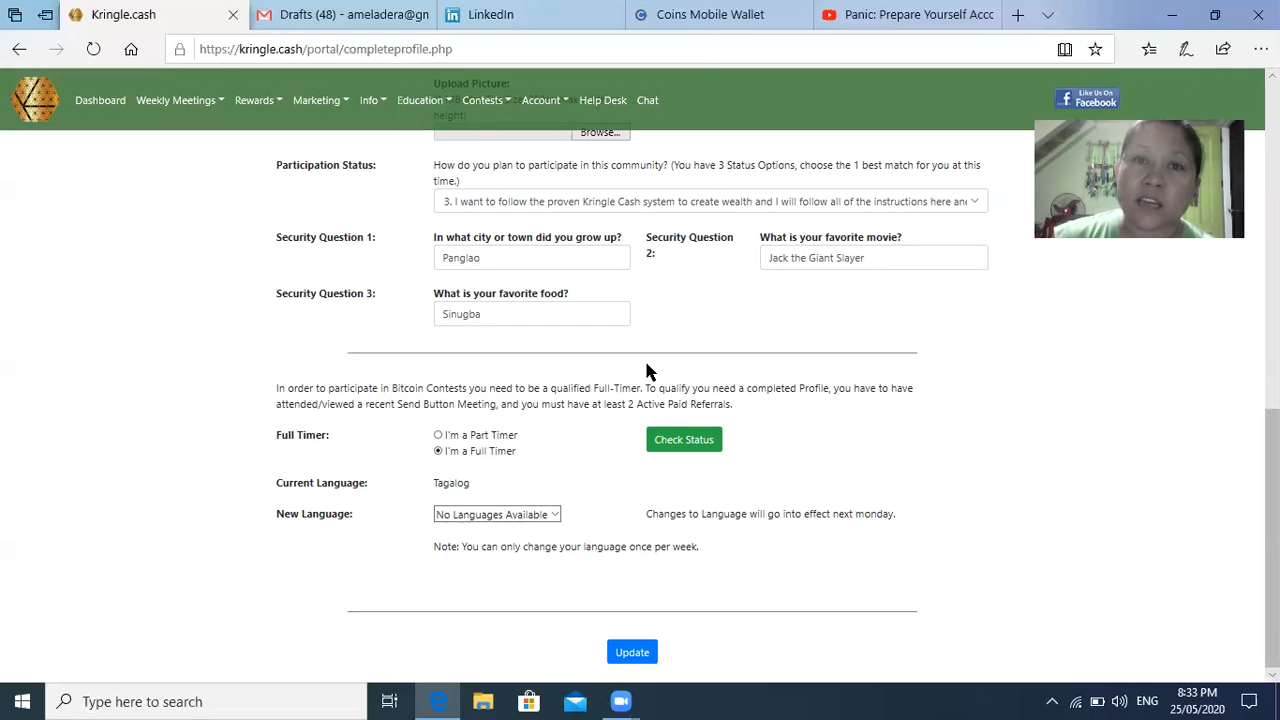 Kringle.cash
Drafts (48) - ameladera@gn
LinkedIn
Coins Mobile Wallet
Panic: Prepare Yourself Accc
https://kringle.cash/portal/completeprofile.php
Upload Picture:
Dashboard Weekly Meetings Rewards Marketing Info Education Contests Account Help Desk Chat
Like Us On
Facebook
height)
Browse...
Participation Status:
How do you plan to participate in this community? (You have 3 Status Options, choose the 1 best match for you at this
time.)
3. I want to follow the proven Kringle Cash system to create wealth and I will follow all of the instructions here an
Security Question 1:
In what city or town did you grow up?
Panglao
Security Question
2:
What is your favorite movie?
Jack the Giant Slayer
Security Question 3:
What is your favorite food?
Sinugba
In order to participate in Bitcoin Contests you need to be a qualified Full-Timer. To qualify you need a completed Profile, you have to have
attended/viewed a recent Send Button Meeting, and you must have at least 2 Active Paid Referrals.
Full Timer:
I'm a Part Timer
I'm a Full Timer
Check Status
Current Language:
Tagalog
New Language:
No Languages Available
Changes to Language will go into effect next monday.
Note: You can only change your language once per week.
Update
Type here to search
ENG
8:33 PM
25/05/2020